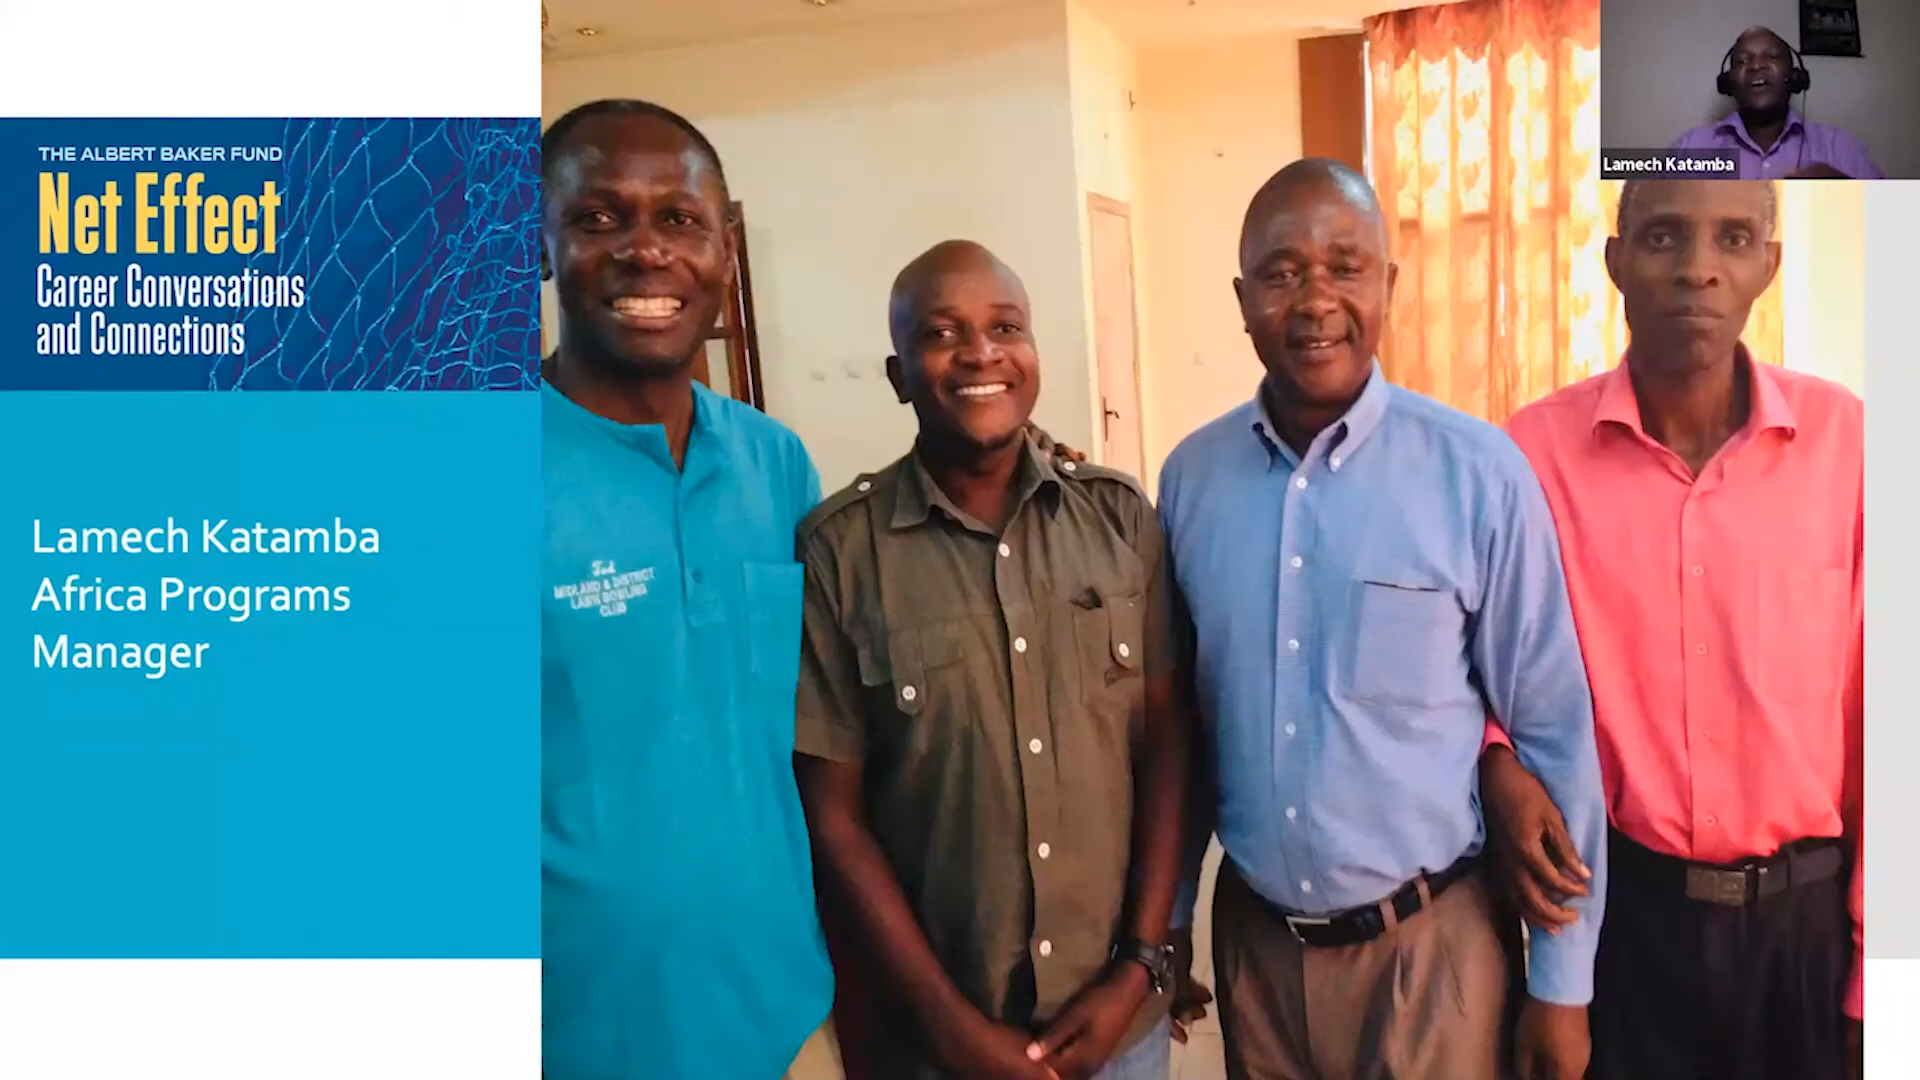 THE ALBERT BAKER FUND
Net Effect
Career Conversations
and Connections
Lamech Katamba
Africa Programs
Manager
Ted
MIDLAND & DISTRICT
LAWN BOWLING
CLUB
Lamech Katamba